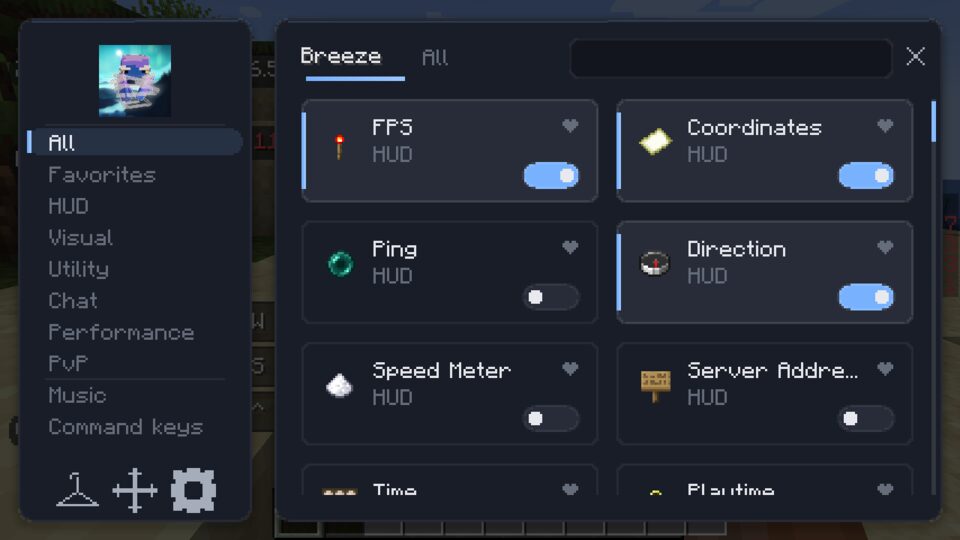 All
Favorites
HUD
Visual
Utility
Chat
Performance
PvP
Music
Command keys
Breeze
All
FPS
HUD
Coordinates
HUD
Ping
HUD
Direction
HUD
Speed Meter
HUD
Server Addre...
HUD
Time
Playtime
W
S